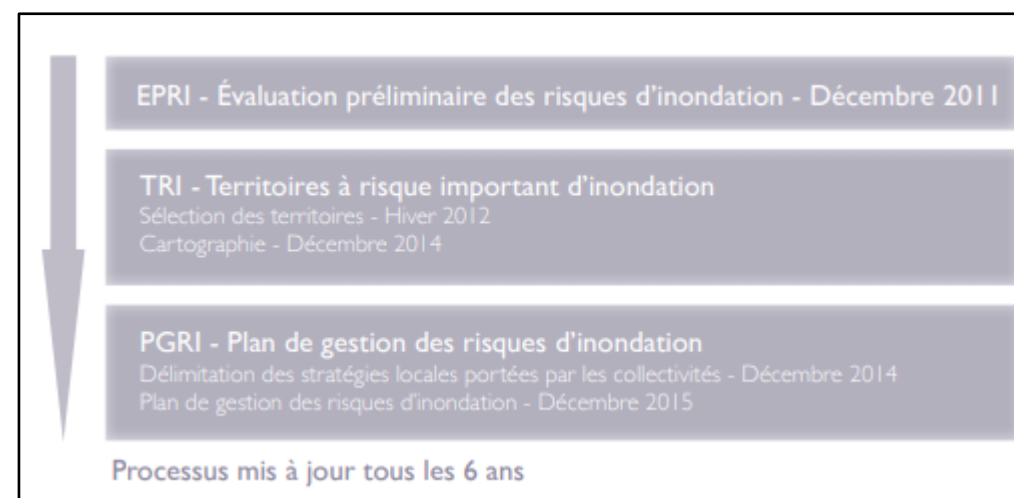 EPRI - Évaluation préliminaire des risques d'inondation - Décembre 2011
TRI - Territoires à risque important d'inondation
Sélection des territoires - Hiver 2012
Cartographie - Décembre 2014
PGRI - Plan de gestion des risques d'inondation
Délimitation des stratégies locales portées par les collectivités - Décembre 2014
Plan de gestion des risques d'inondation - Décembre 2015
Processus mis à jour tous les 6 ans